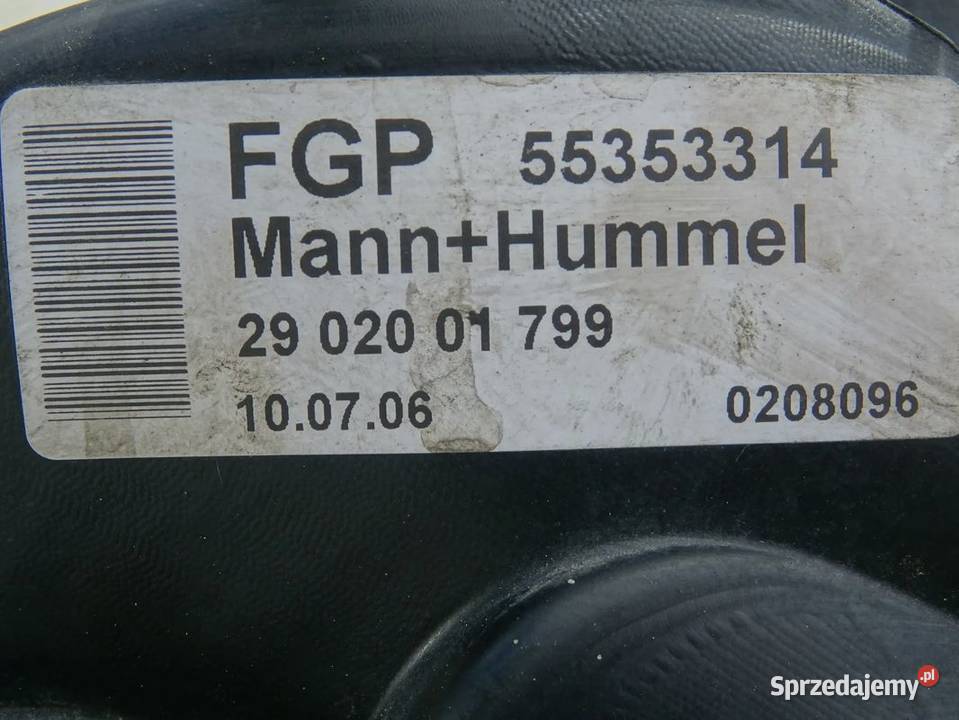 FGP 55353314
Mann+Hummel
29 020 01 799
10.07.06 0208096
Sprzedajemy.pl